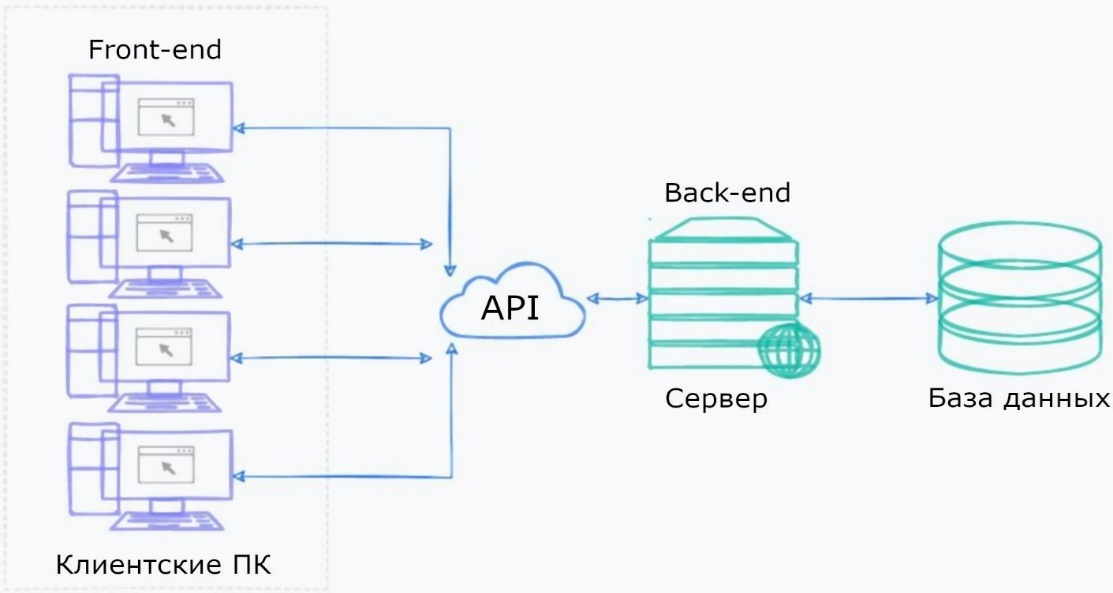 Front-end
Back-end
API
Сервер
База данных
Клиентские ПК